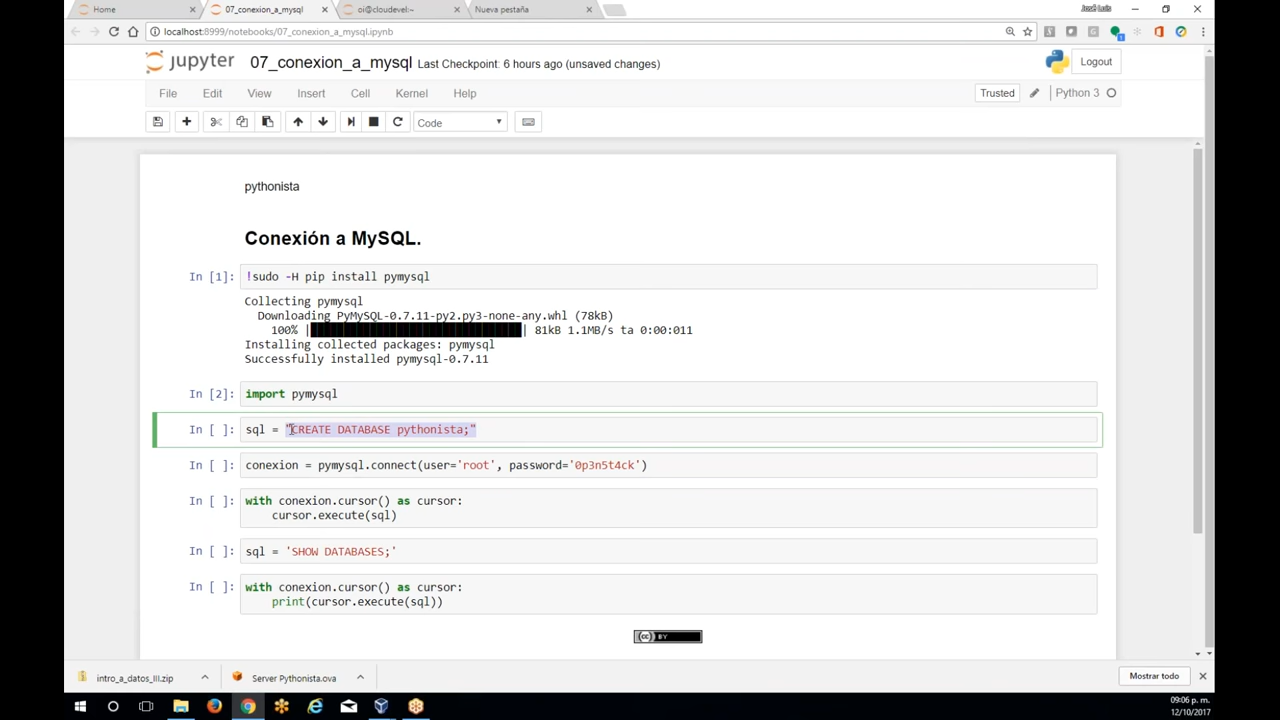 Home
07_conexion_a_mysql
oi@cloudevel:~
Nueva pestaña
José Luis
localhost:8999/notebooks/07_conexion_a_mysql.ipynb
jupyter 07_conexion_a_mysql Last Checkpoint: 6 hours ago (unsaved changes)
Logout
File Edit View Insert Cell Kernel Help
Trusted
Python 3
Code
pythonista
Conexión a MySQL.
In [1]: !sudo -H pip install pymysql
Collecting pymysql
Downloading PyMySQL-0.7.11-py2.py3-none-any.whl (78kB)
100% | | 81kB 1.1MB/s ta 0:00:011
Installing collected packages: pymysql
Successfully installed pymysql-0.7.11
In [2]: import pymysql
In [ ]: sql = "CREATE DATABASE pythonista;"
In [ ]: conexion = pymysql.connect(user='root', password='0p3n5t4ck')
In [ ]: with conexion.cursor() as cursor:
cursor.execute(sql)
In [ ]: sql = 'SHOW DATABASES;'
In [ ]: with conexion.cursor() as cursor:
print(cursor.execute(sql))
cc BY
intro_a_datos_III.zip
Server Pythonista.ova
Mostrar todo
09:06 p. m.
12/10/2017